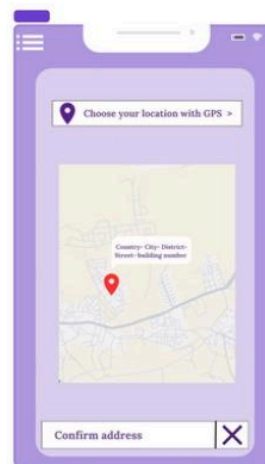 Choose your location with GPS >
Country- City- District-
Street- building number
Confirm address